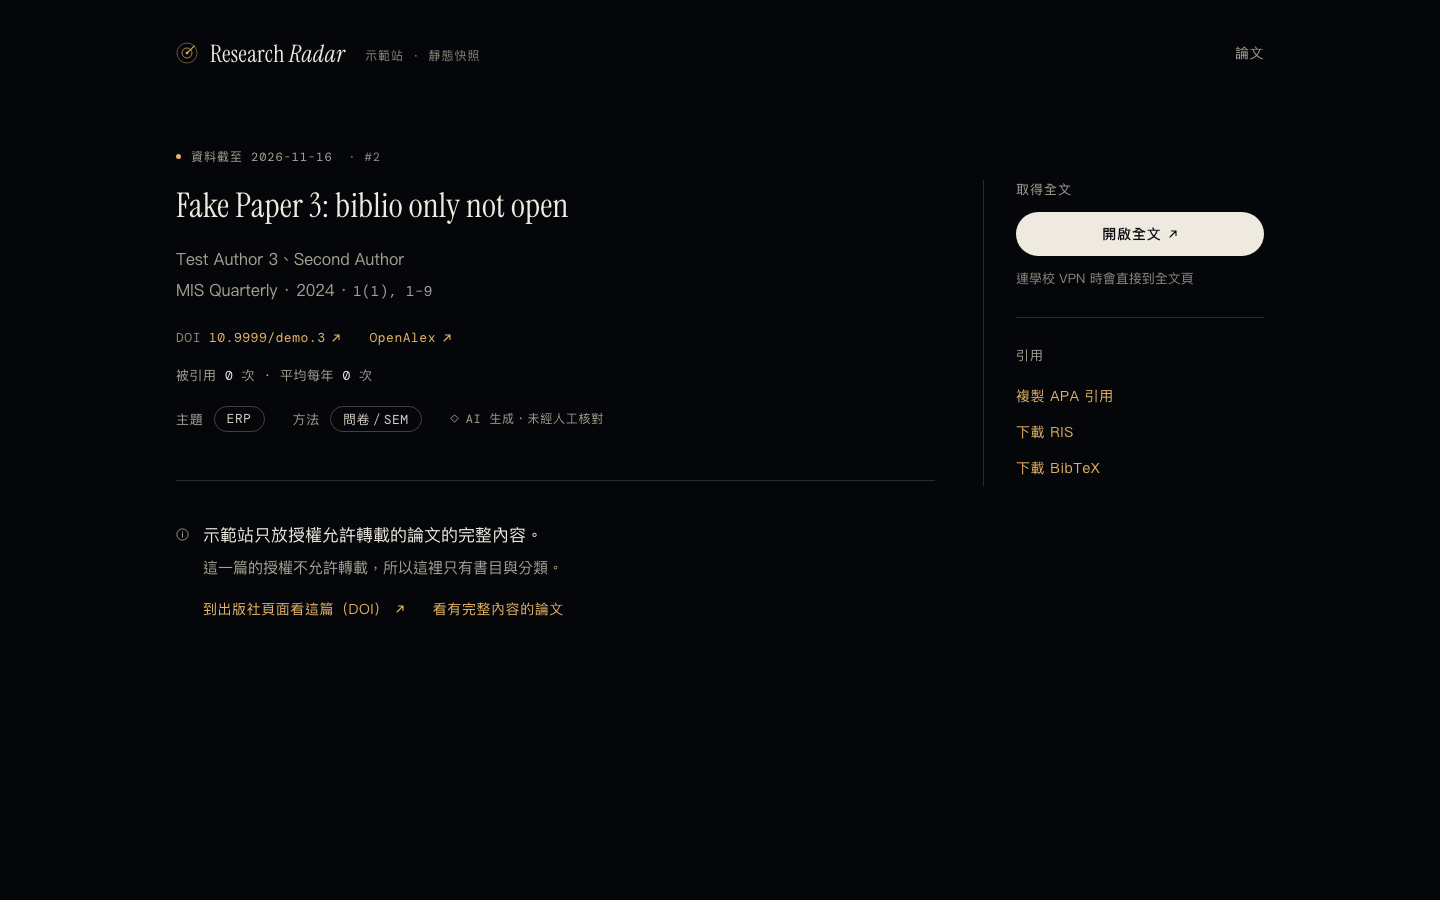 Research Radar 示範站 · 靜態快照
論文
資料截至 2026-11-16 · #2
Fake Paper 3: biblio only not open
Test Author 3、Second Author
MIS Quarterly · 2024 · 1(1), 1–9
DOI 10.9999/demo.3 ↗ OpenAlex ↗
被引用 0 次 · 平均每年 0 次
主題 ERP 方法 問卷 / SEM ◇ AI 生成 · 未經人工核對
取得全文
開啟全文 ↗
連學校 VPN 時會直接到全文頁
引用
複製 APA 引用
下載 RIS
下載 BibTeX
示範站只放授權允許轉載的論文的完整內容。
這一篇的授權不允許轉載，所以這裡只有書目與分類。
到出版社頁面看這篇（DOI） ↗ 看有完整內容的論文